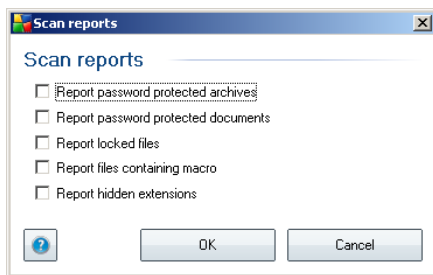 Scan reports
Scan reports
Report password protected archives
Report password protected documents
Report locked files
Report files containing macro
Report hidden extensions
?
OK
Cancel